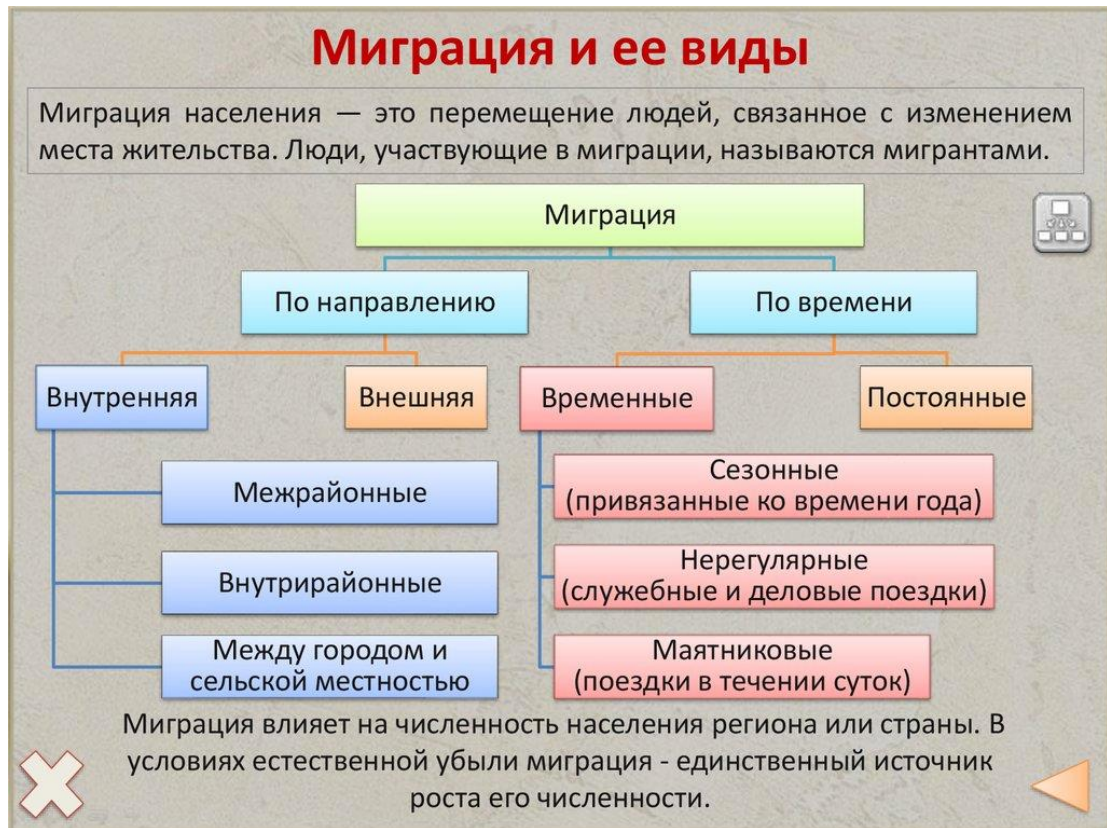 Миграция и ее виды
Миграция населения — это перемещение людей, связанное с изменением
места жительства. Люди, участвующие в миграции, называются мигрантами.
Миграция
По направлению
По времени
Внутренняя
Внешняя
Временные
Постоянные
Межрайонные
Внутрирайонные
Между городом и
сельской местностью
Сезонные
(привязанные ко времени года)
Нерегулярные
(служебные и деловые поездки)
Маятниковые
(поездки в течении суток)
Миграция влияет на численность населения региона или страны. В
условиях естественной убыли миграция - единственный источник
роста его численности.